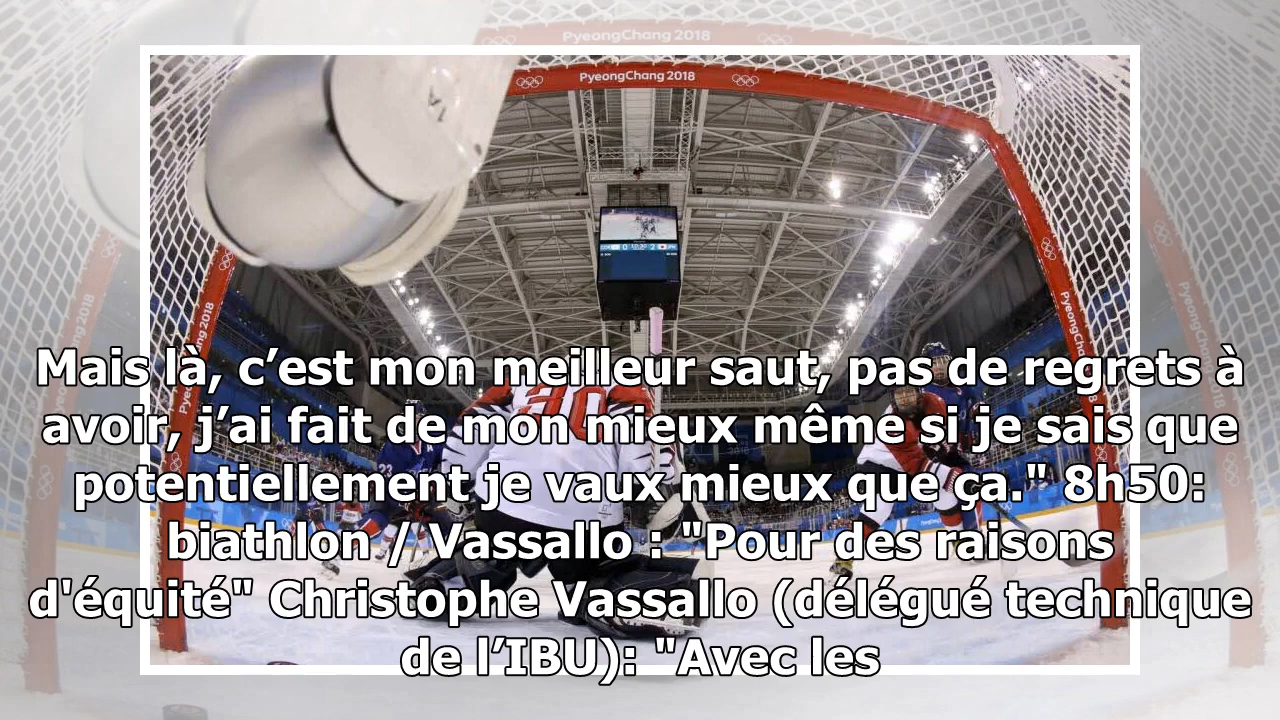 PyeongChang 2018
PyeongChang 2018
Mais là, c’est mon meilleur saut, pas de regrets à
avoir, j’ai fait de mon mieux même si je sais que
potentiellement je vaux mieux que ça." 8h50:
biathlon / Vassallo : "Pour des raisons
d'équité" Christophe Vassallo (délégué technique
de l’IBU): "Avec les